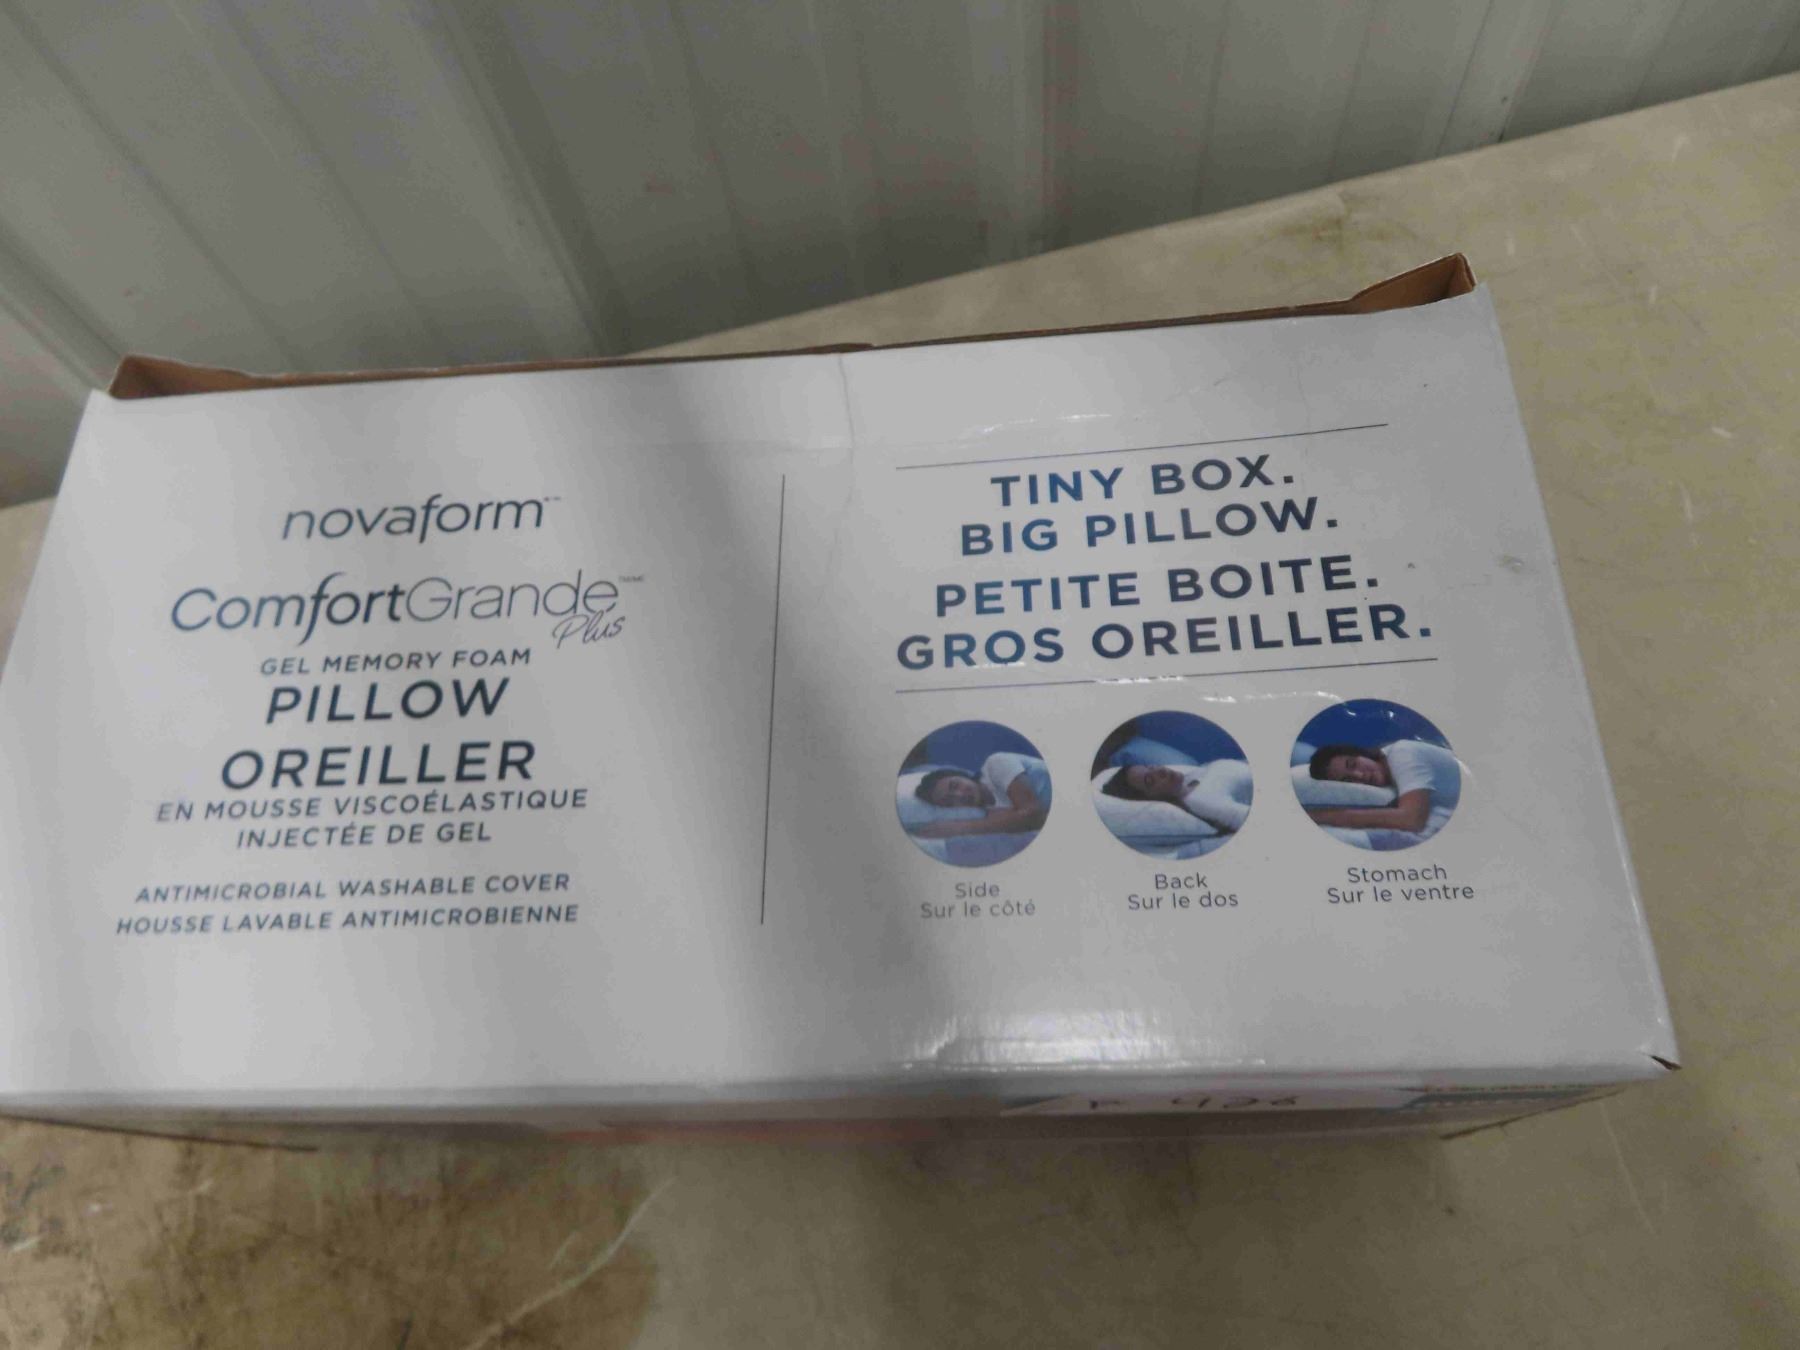 novaform™
ComfortGrande
Plus
GEL MEMORY FOAM
PILLOW
OREILLER
EN MOUSSE VISCOÉLASTIQUE
INJECTÉE DE GEL
ANTIMICROBIAL WASHABLE COVER
HOUSSE LAVABLE ANTIMICROBIENNE
TINY BOX.
BIG PILLOW.
PETITE BOITE.
GROS OREILLER.
Side
Sur le côté
Back
Sur le dos
Stomach
Sur le ventre